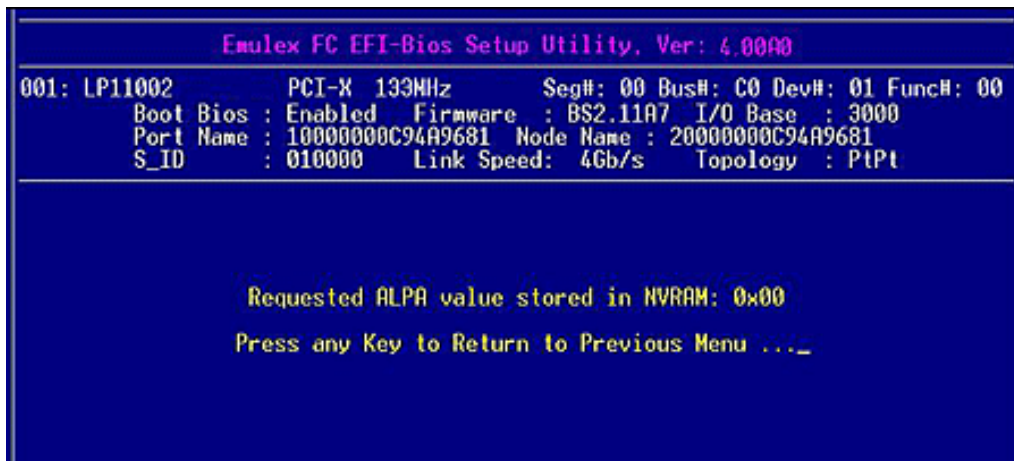 Emulex FC EFI-Bios Setup Utility, Ver: 4.00A0
001: LP11002 PCI-X 133MHz Seg#: 00 Bus#: C0 Dev#: 01 Func#: 00
Boot Bios : Enabled Firmware : BS2.11A7 I/O Base : 3000
Port Name : 10000000C94A9681 Node Name : 20000000C94A9681
S_ID : 010000 Link Speed: 4Gb/s Topology : PtPt
Requested ALPA value stored in NVRAM: 0x00
Press any Key to Return to Previous Menu ..._